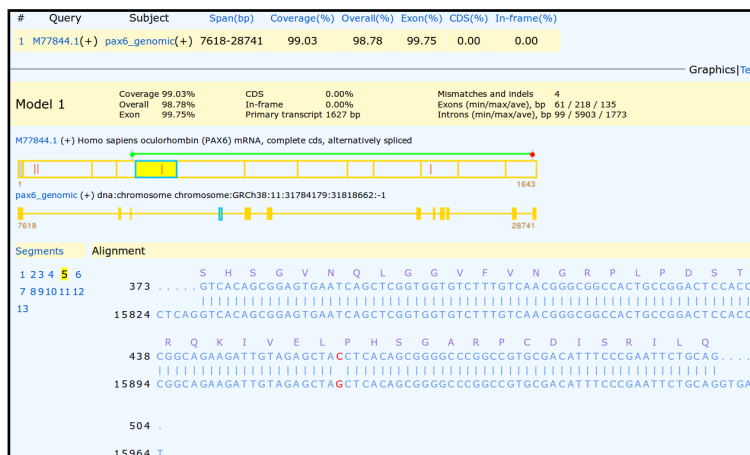 # Query Subject Span(bp) Coverage(%) Overall(%) Exon(%) CDS(%) In-frame(%)
1 M77844.1(+) pax6_genomic(+) 7618-28741 99.03 98.78 99.75 0.00 0.00
Graphics|Te
Model 1
Coverage 99.03% CDS 0.00% Mismatches and indels 4
Overall 98.78% In-frame 0.00% Exons (min/max/ave), bp 61 / 218 / 135
Exon 99.75% Primary transcript 1627 bp Introns (min/max/ave), bp 99 / 5903 / 1773
M77844.1 (+) Homo sapiens oculorhombin (PAX6) mRNA, complete cds, alternatively spliced
1 1643
pax6_genomic (+) dna:chromosome chromosome:GRCh38:11:31784179:31818662:-1
7618 28741
Segments Alignment
1 2 3 4 5 6
7 8 9 10 11 12
13
S H S G V N Q L G G V F V N G R P L P D S T
373 .....GTCACAGCGGAGTGAATCAGCTCGGTGGTGTCTTTGTCAACGGGCGGCCACTGCCGGACTCCACC
15824 CTCAGGTCACAGCGGAGTGAATCAGCTCGGTGGTGTCTTTGTCAACGGGCGGCCACTGCCGGACTCCACC
R Q K I V E L P H S G A R P C D I S R I L Q
438 CGGCAGAAGATTGTAGAGCTACCTCACAGCGGGGCCCGGCCGTGCGACATTTCCCGAATTCTGCAG....
15894 CGGCAGAAGATTGTAGAGCTAGCTCACAGCGGGGCCCGGCCGTGCGACATTTCCCGAATTCTGCAGGTGA
504 .
15964 T